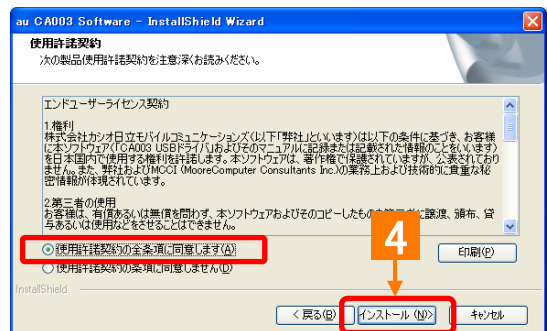 au CA003 Software – InstallShield Wizard
使用許諾契約
次の製品使用許諾契約を注意深くお読みください。
エンドユーザーライセンス契約
1.権利
株式会社カシオ日立モバイルコミュニケーションズ(以下「弊社」といいます)は以下の条件に基づき、お客様
に本ソフトウェア(「CA003 USBドライバ」およびそのマニュアルに記録または記載された情報のことをいいます)
を日本国内で使用する権利を許諾します。本ソフトウェアは、著作権で保護されていますが、公表されており
ません。また、弊社およびMCCI (MooreComputer Consultants Inc.)の業務上および技術的に貴重な秘
密情報が体現されています。
2.第三者の使用
お客様は、有償あるいは無償を問わず、本ソフトウェアおよびそのコピーしたものを第三者に譲渡、頒布、貸
与あるいは使用などをさせることはできません。
4
使用許諾契約の全条項に同意します(A)
印刷(P)
使用許諾契約の条項に同意しません(D)
InstallShield
< 戻る(B)
インストール (N)>
キャンセル